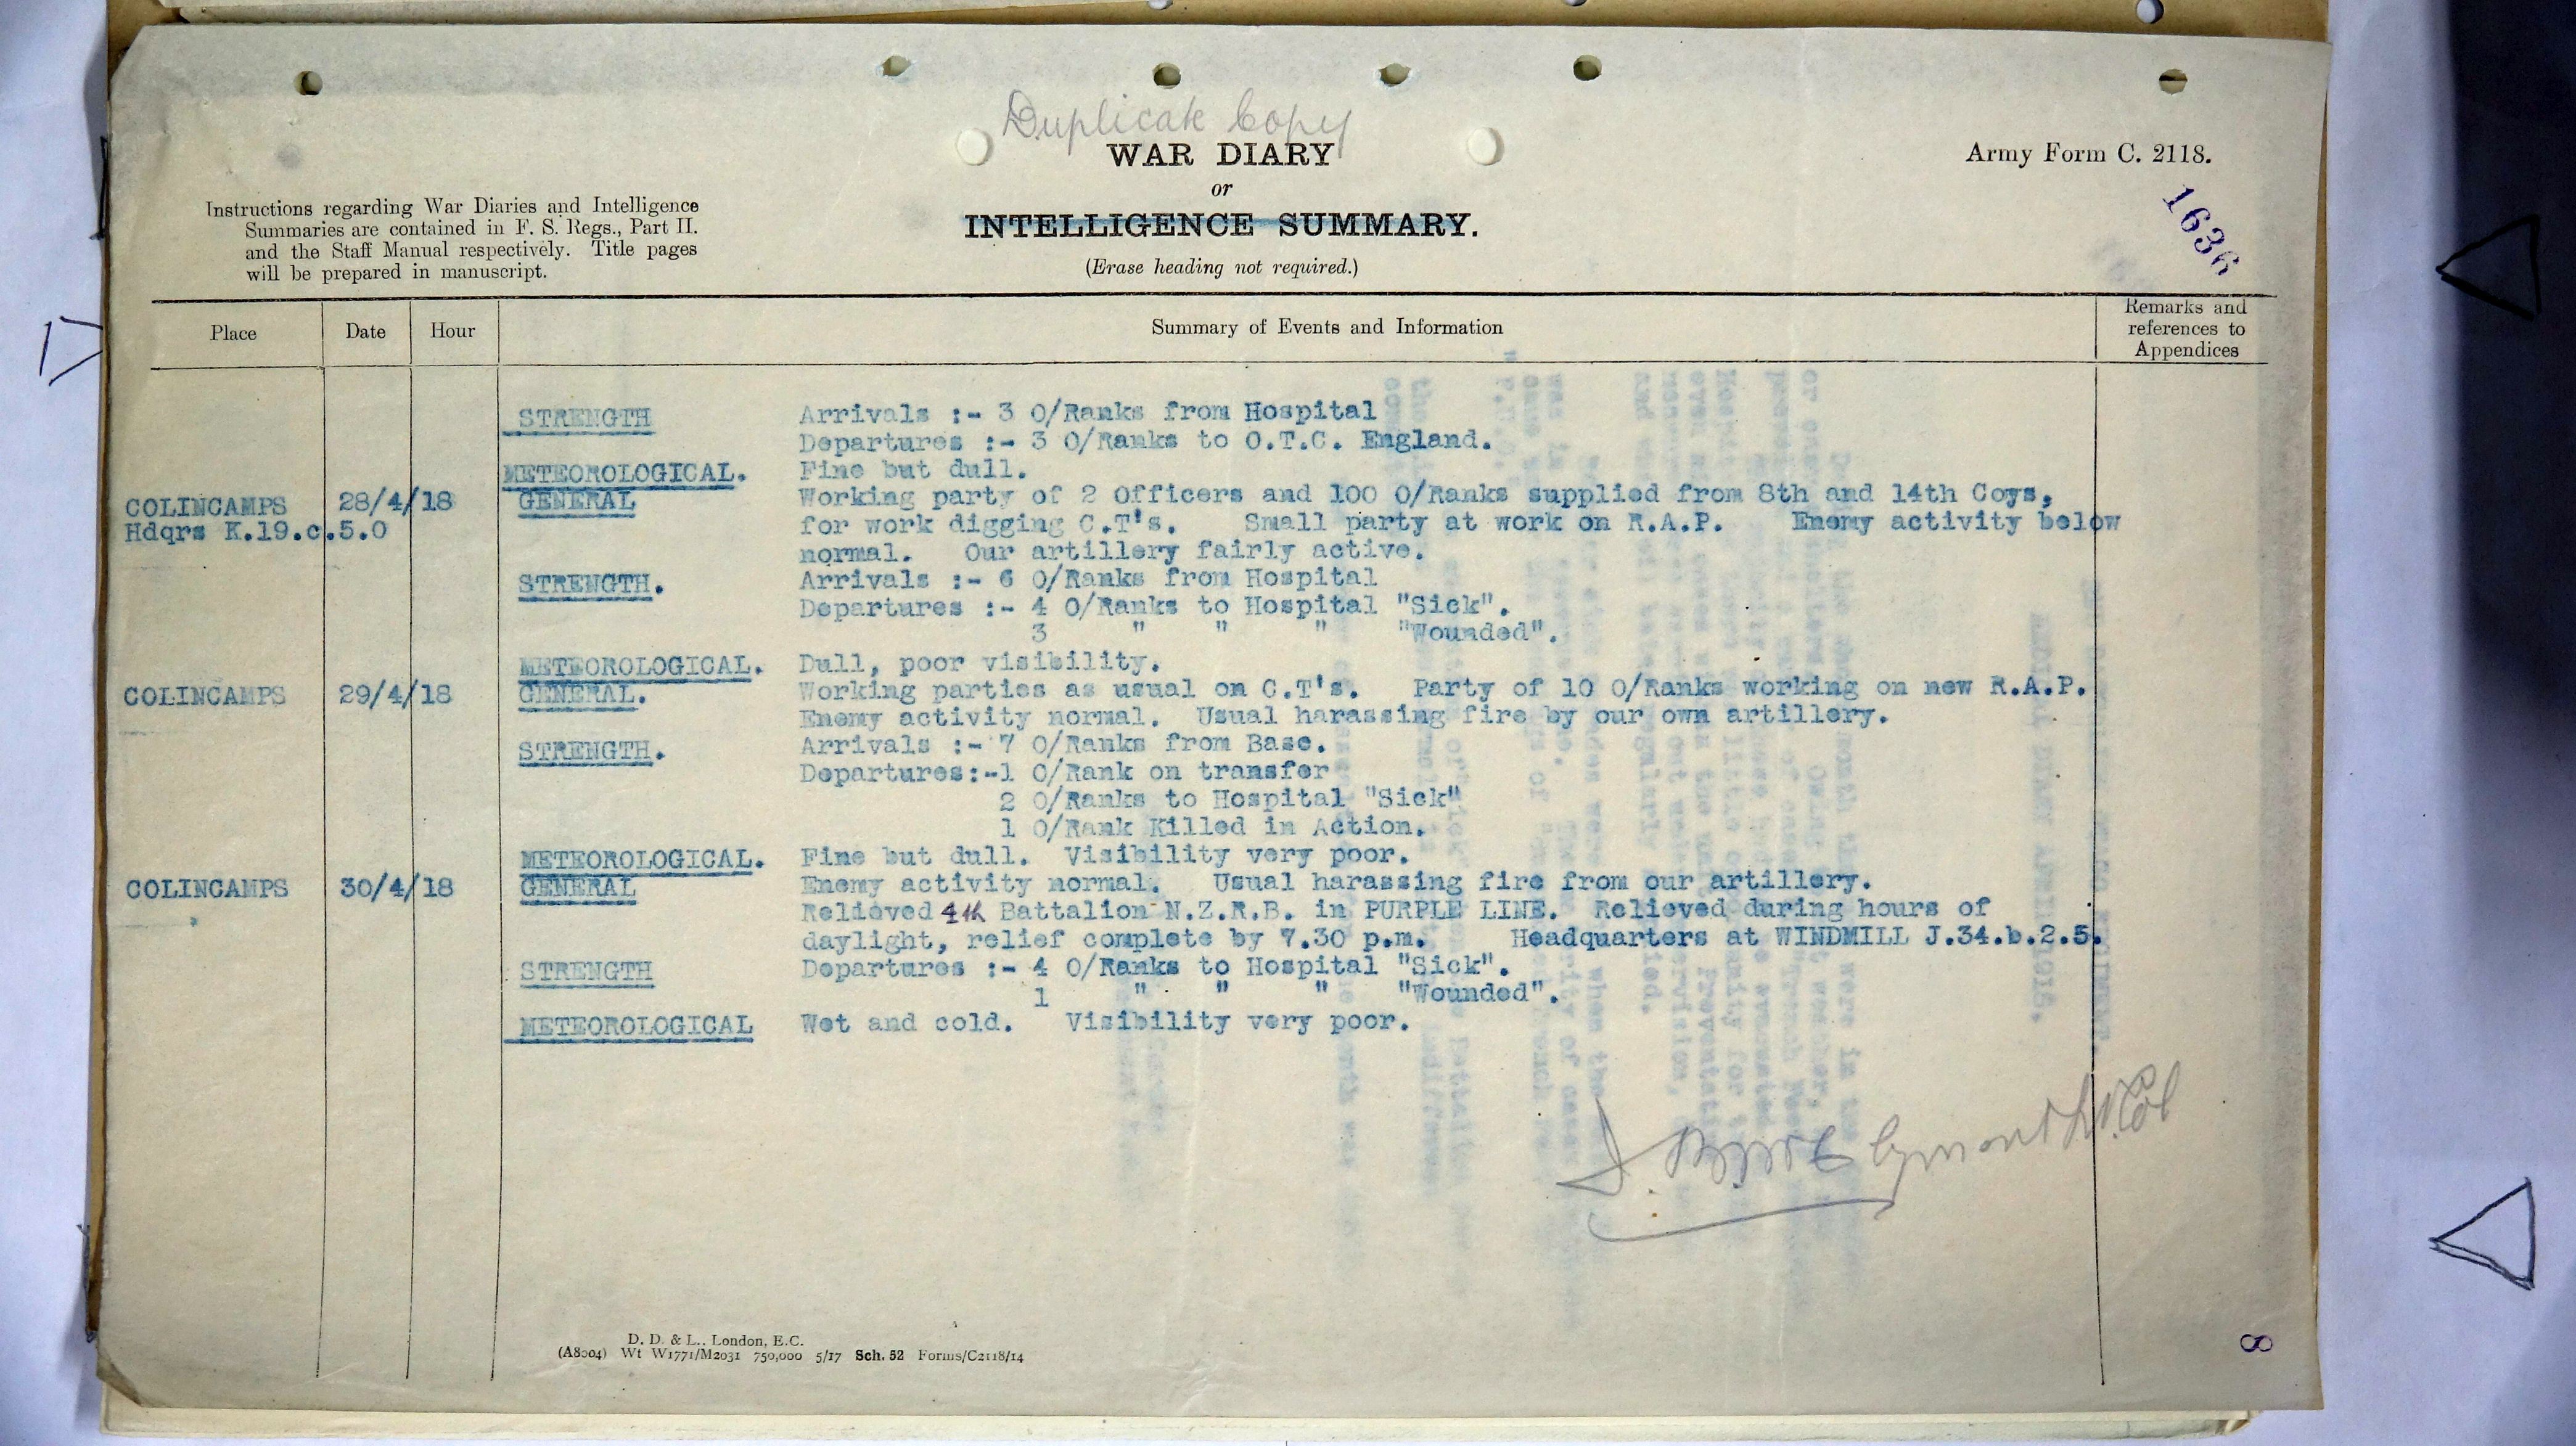 Duplicate Copy
WAR DIARY
or
INTELLIGENCE SUMMARY.
(Erase heading not required.)
Army Form C. 2118.
1636
Instructions regarding War Diaries and Intelligence
Summaries are contained in F. S. Regs., Part II.
and the Staff Manual respectively. Title pages
will be prepared in manuscript.
Place Date Hour Summary of Events and Information Remarks and references to Appendices
STRENGTH Arrivals :- 3 O/Ranks from Hospital
Departures :- 3 O/Ranks to O.T.C. England.
METEOROLOGICAL. Fine but dull.
COLINCAMPS 28/4/18 GENERAL Working party of 2 Officers and 100 O/Ranks supplied from 8th and 14th Coys,
Hdqrs K.19.c.5.0 for work digging C.T's. Small party at work on R.A.P. Enemy activity below
normal. Our artillery fairly active.
STRENGTH. Arrivals :- 6 O/Ranks from Hospital
Departures :- 4 O/Ranks to Hospital "Sick".
3 " " " "Wounded".
METEOROLOGICAL. Dull, poor visibility.
COLINCAMPS 29/4/18 GENERAL. Working parties as usual on C.T's. Party of 10 O/Ranks working on new R.A.P.
Enemy activity normal. Usual harassing fire by our own artillery.
STRENGTH. Arrivals :- 7 O/Ranks from Base.
Departures:-1 O/Rank on transfer
2 O/Ranks to Hospital "Sick"
1 O/Rank Killed in Action.
METEOROLOGICAL. Fine but dull. Visibility very poor.
COLINCAMPS 30/4/18 GENERAL Enemy activity normal. Usual harassing fire from our artillery.
Relieved 4th Battalion N.Z.R.B. in PURPLE LINE. Relieved during hours of
daylight, relief complete by 7.30 p.m. Headquarters at WINDMILL J.34.b.2.5.
STRENGTH Departures :- 4 O/Ranks to Hospital "Sick".
1 " " " "Wounded".
METEOROLOGICAL Wet and cold. Visibility very poor.
D. D. & L., London, E.C.
(A8004) Wt W1771/M2031 750,000 5/17 Sch. 52 Forms/C2118/14
8